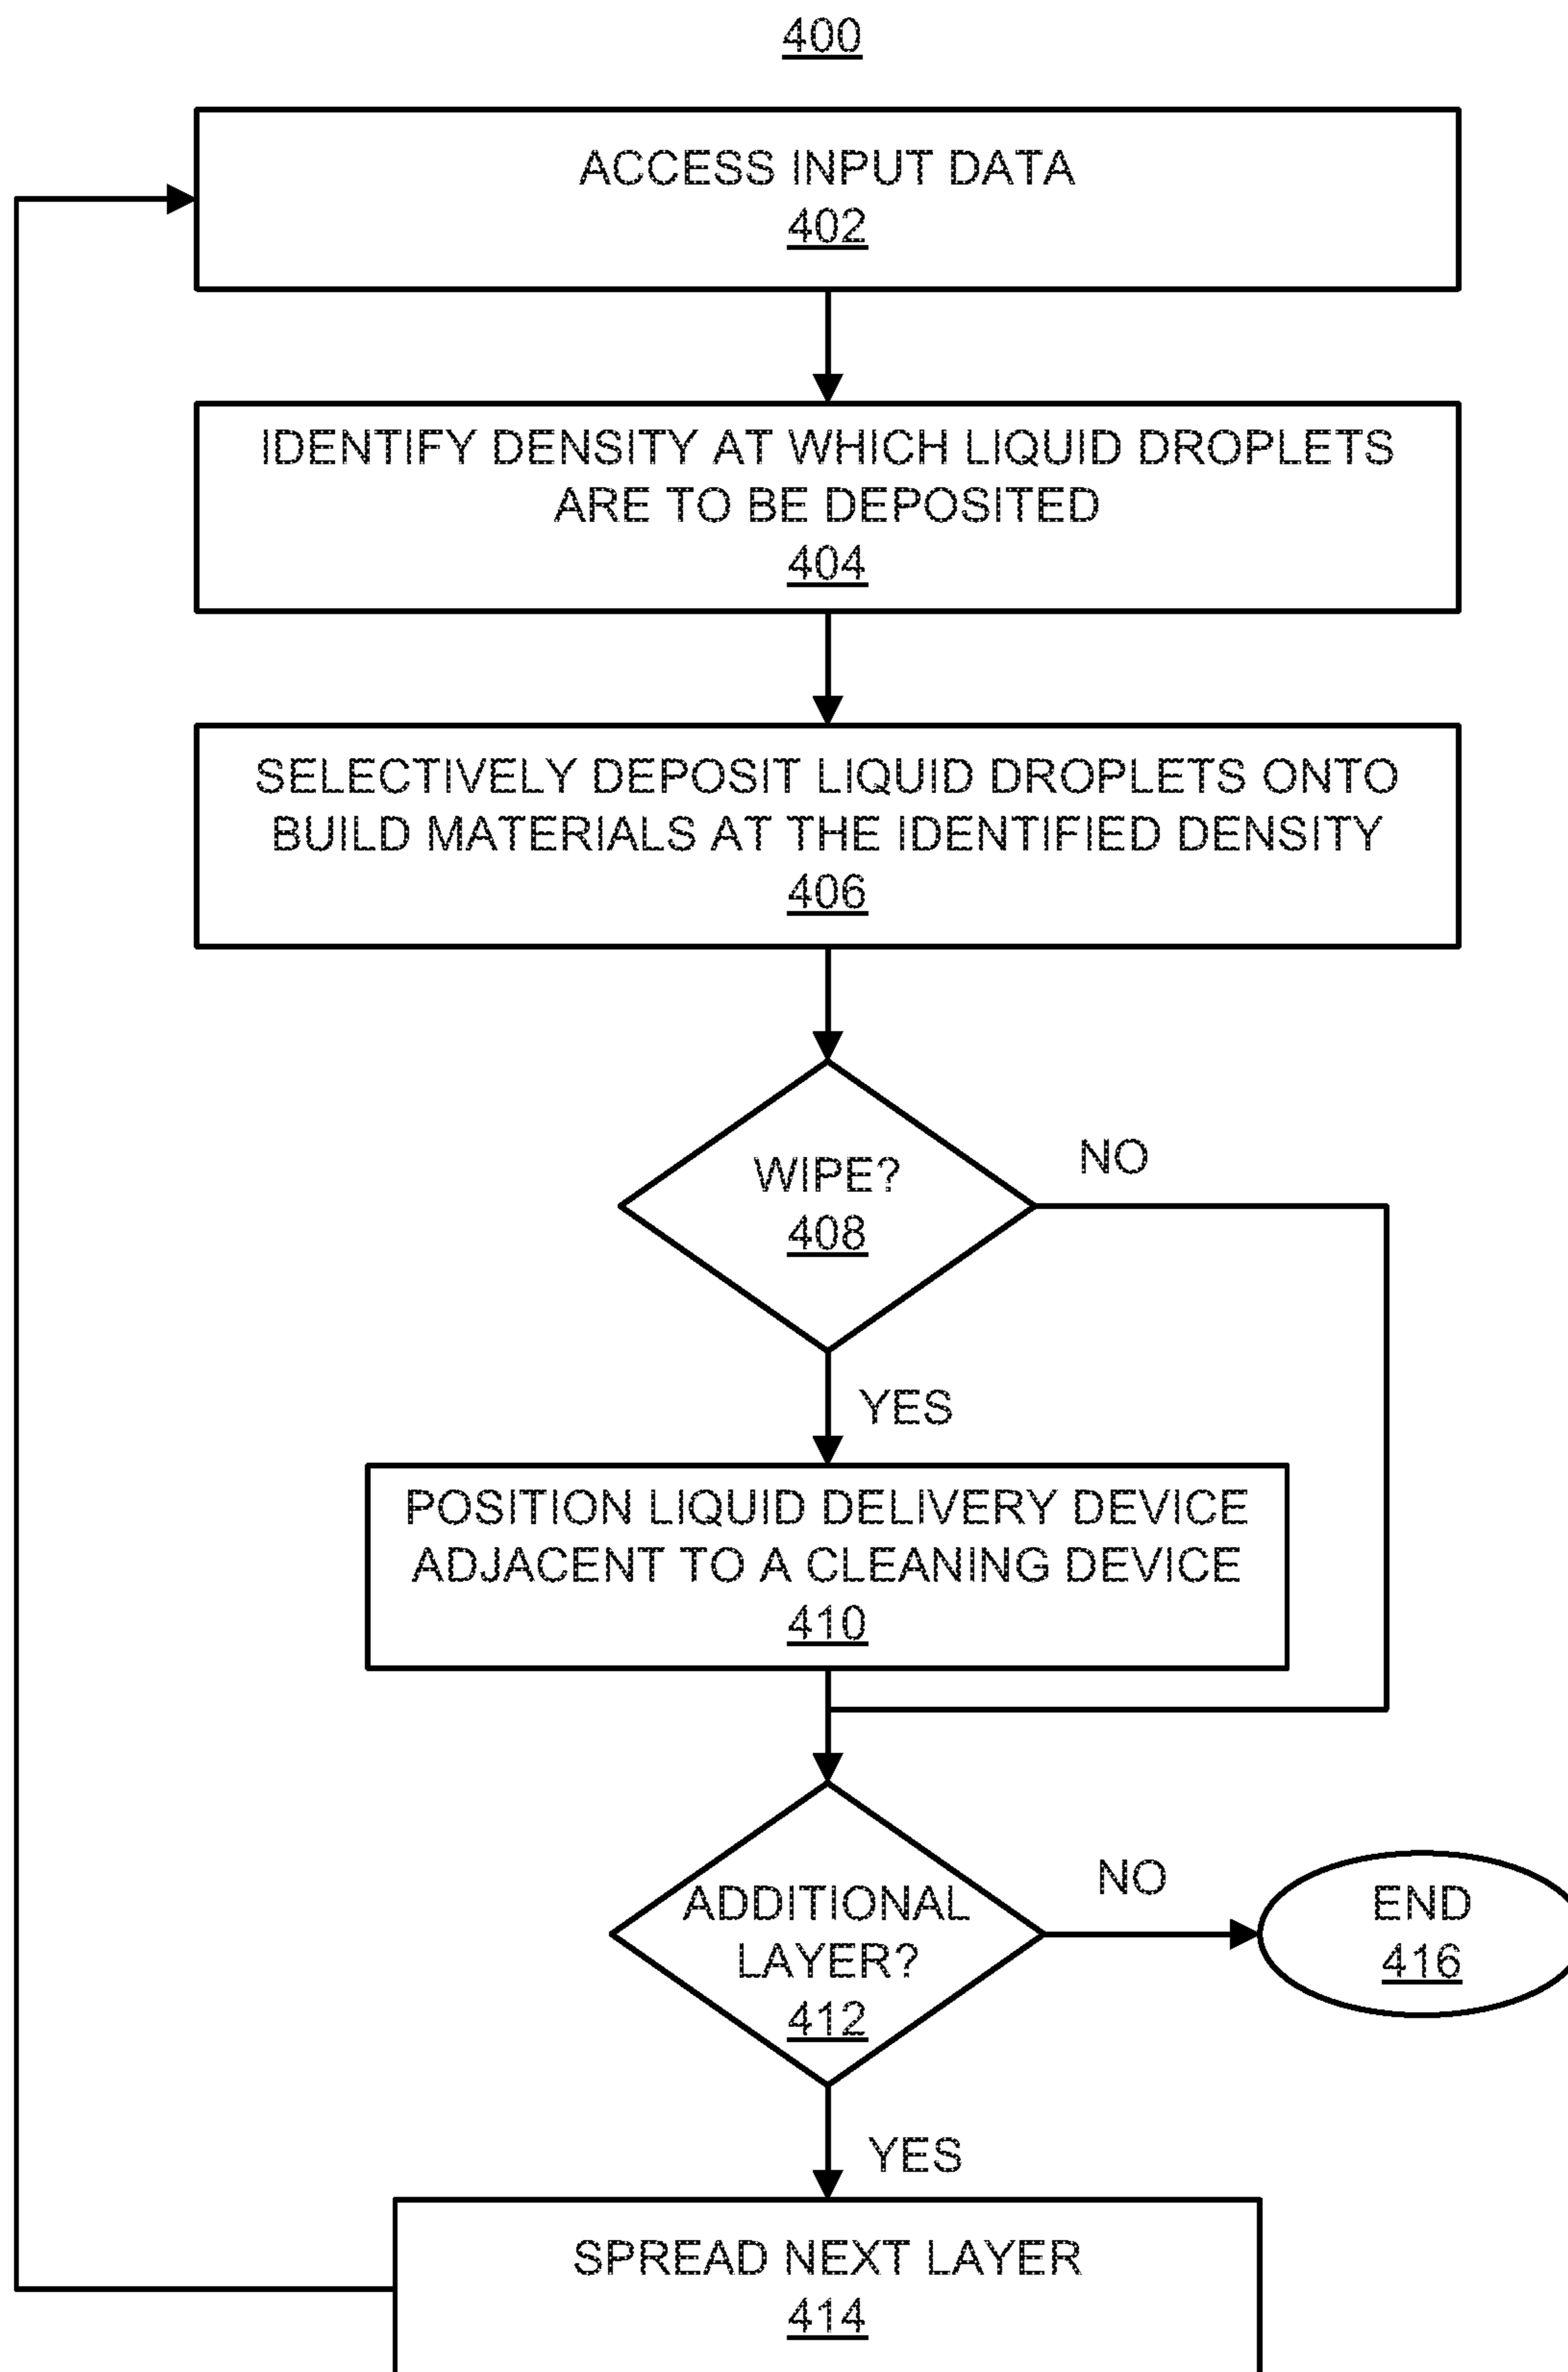 400
ACCESS INPUT DATA
402
IDENTIFY DENSITY AT WHICH LIQUID DROPLETS
ARE TO BE DEPOSITED
404
SELECTIVELY DEPOSIT LIQUID DROPLETS ONTO
BUILD MATERIALS AT THE IDENTIFIED DENSITY
406
WIPE?
408
NO
YES
POSITION LIQUID DELIVERY DEVICE
ADJACENT TO A CLEANING DEVICE
410
ADDITIONAL
LAYER?
412
NO
END
416
YES
SPREAD NEXT LAYER
414